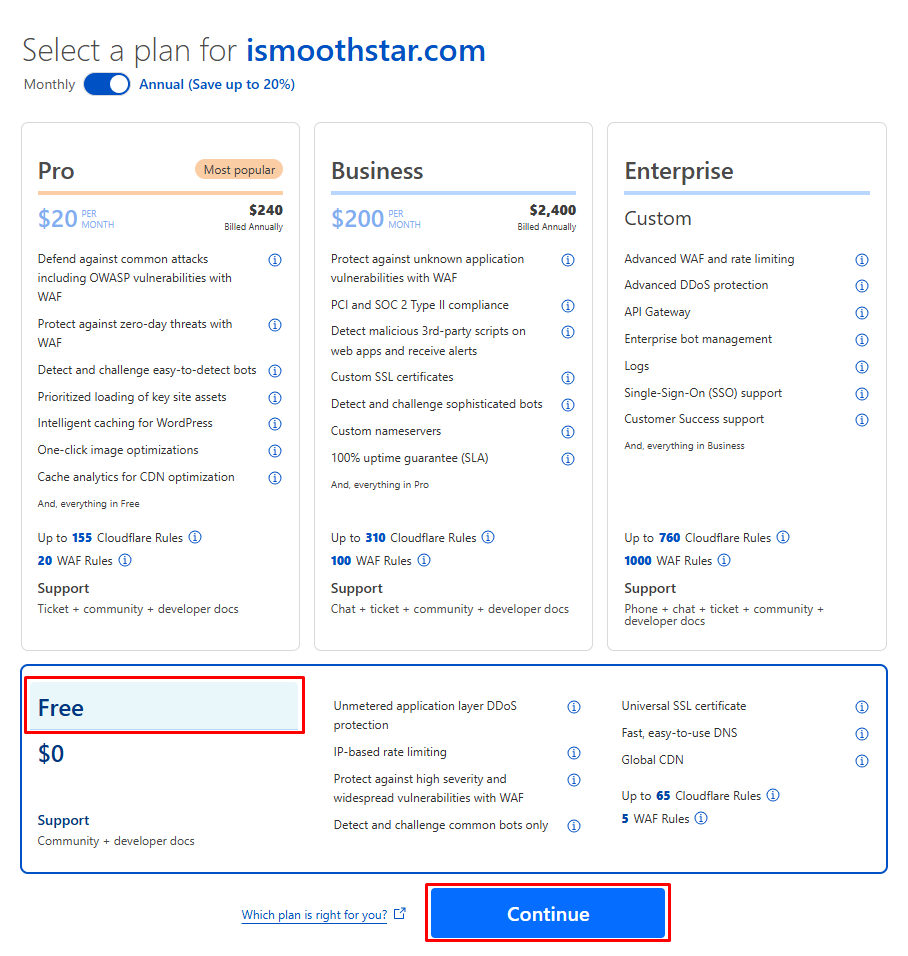 Select a plan for ismoothstar.com
Monthly Annual (Save up to 20%)
Pro Most popular
$20 PER MONTH $240 Billed Annually
Defend against common attacks
including OWASP vulnerabilities with
WAF
Protect against zero-day threats with
WAF
Detect and challenge easy-to-detect bots
Prioritized loading of key site assets
Intelligent caching for WordPress
One-click image optimizations
Cache analytics for CDN optimization
And, everything in Free
Up to 155 Cloudflare Rules
20 WAF Rules
Support
Ticket + community + developer docs
Business
$200 PER MONTH $2,400 Billed Annually
Protect against unknown application
vulnerabilities with WAF
PCI and SOC 2 Type II compliance
Detect malicious 3rd-party scripts on
web apps and receive alerts
Custom SSL certificates
Detect and challenge sophisticated bots
Custom nameservers
100% uptime guarantee (SLA)
And, everything in Pro
Up to 310 Cloudflare Rules
100 WAF Rules
Support
Chat + ticket + community + developer docs
Enterprise
Custom
Advanced WAF and rate limiting
Advanced DDoS protection
API Gateway
Enterprise bot management
Logs
Single-Sign-On (SSO) support
Customer Success support
And, everything in Business
Up to 760 Cloudflare Rules
1000 WAF Rules
Support
Phone + chat + ticket + community +
developer docs
Free
$0
Support
Community + developer docs
Unmetered application layer DDoS
protection
IP-based rate limiting
Protect against high severity and
widespread vulnerabilities with WAF
Detect and challenge common bots only
Universal SSL certificate
Fast, easy-to-use DNS
Global CDN
Up to 65 Cloudflare Rules
5 WAF Rules
Which plan is right for you?
Continue